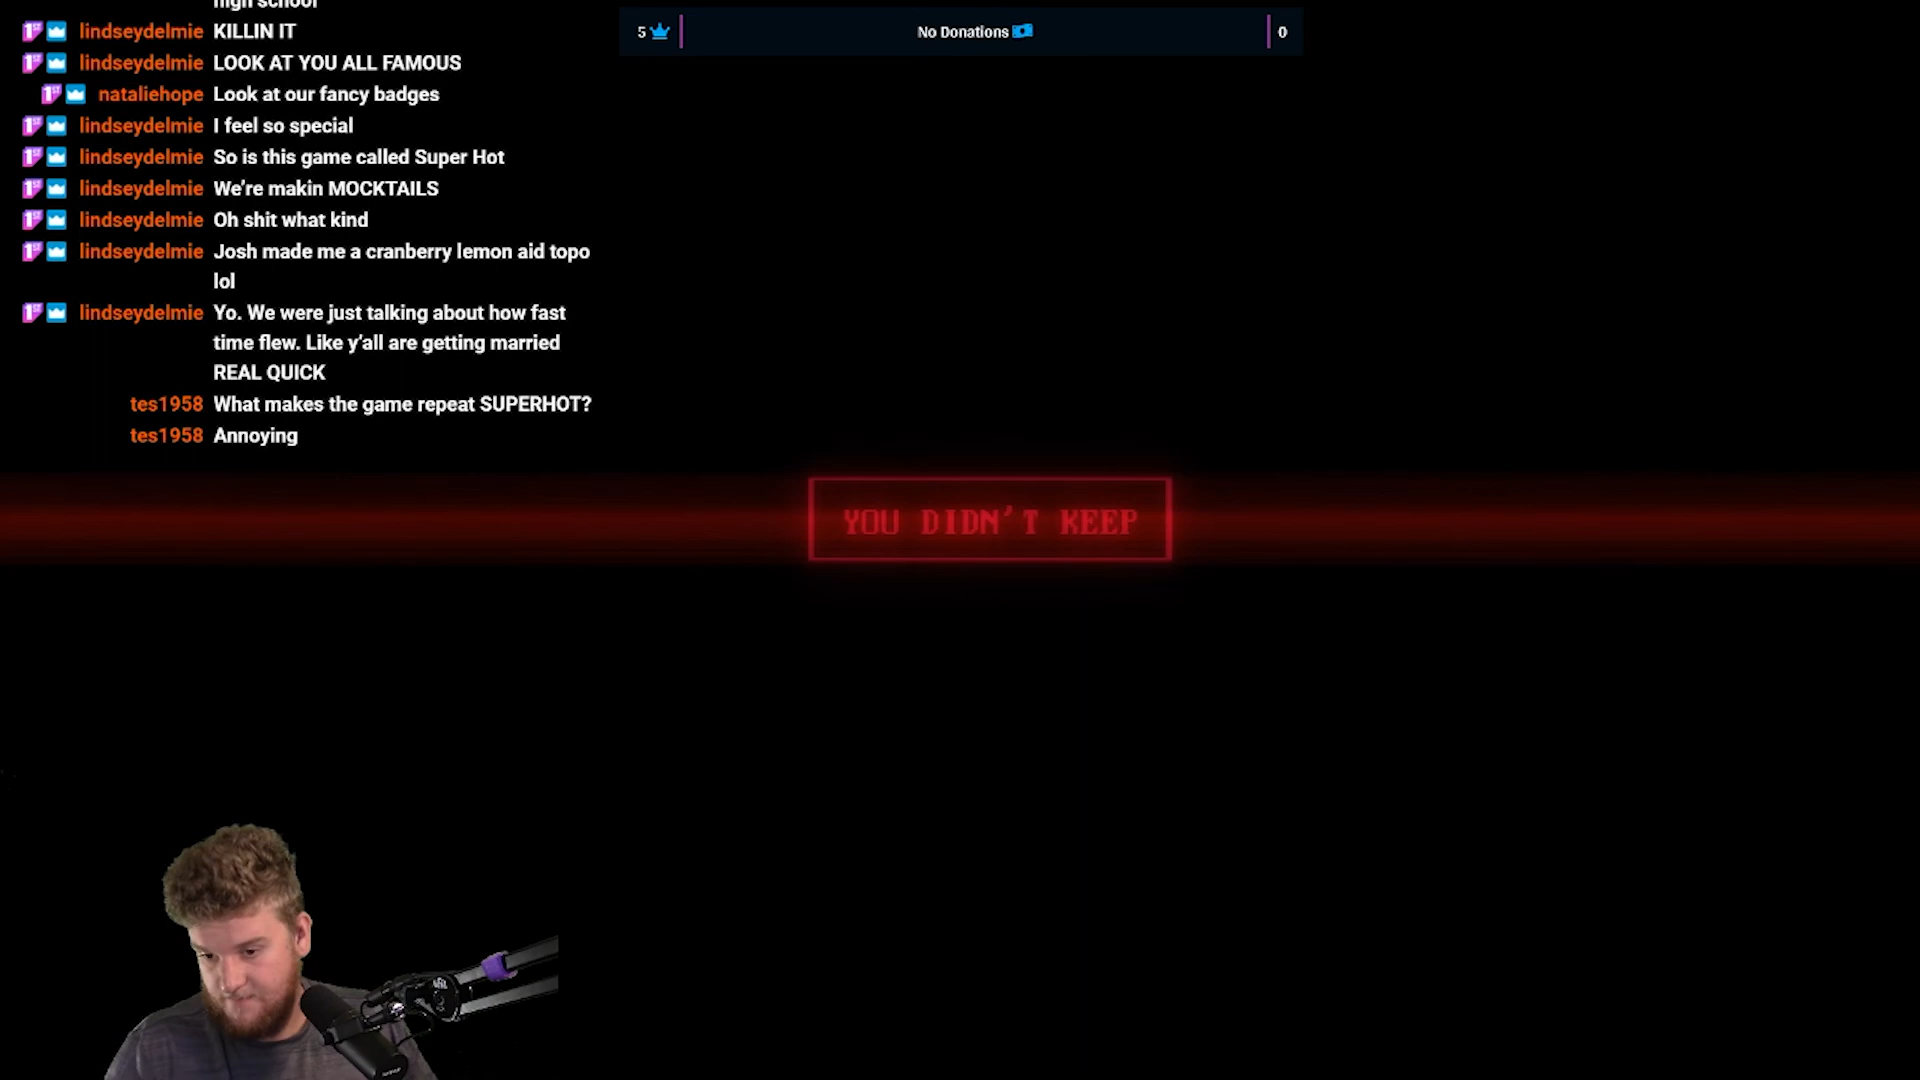 high school
lindseydelmie KILLIN IT
lindseydelmie LOOK AT YOU ALL FAMOUS
nataliehope Look at our fancy badges
lindseydelmie I feel so special
lindseydelmie So is this game called Super Hot
lindseydelmie We're makin MOCKTAILS
lindseydelmie Oh shit what kind
lindseydelmie Josh made me a cranberry lemon aid topo
lol
lindseydelmie Yo. We were just talking about how fast
time flew. Like y'all are getting married
REAL QUICK
tes1958 What makes the game repeat SUPERHOT?
tes1958 Annoying
5 No Donations 0
YOU DIDN'T KEEP